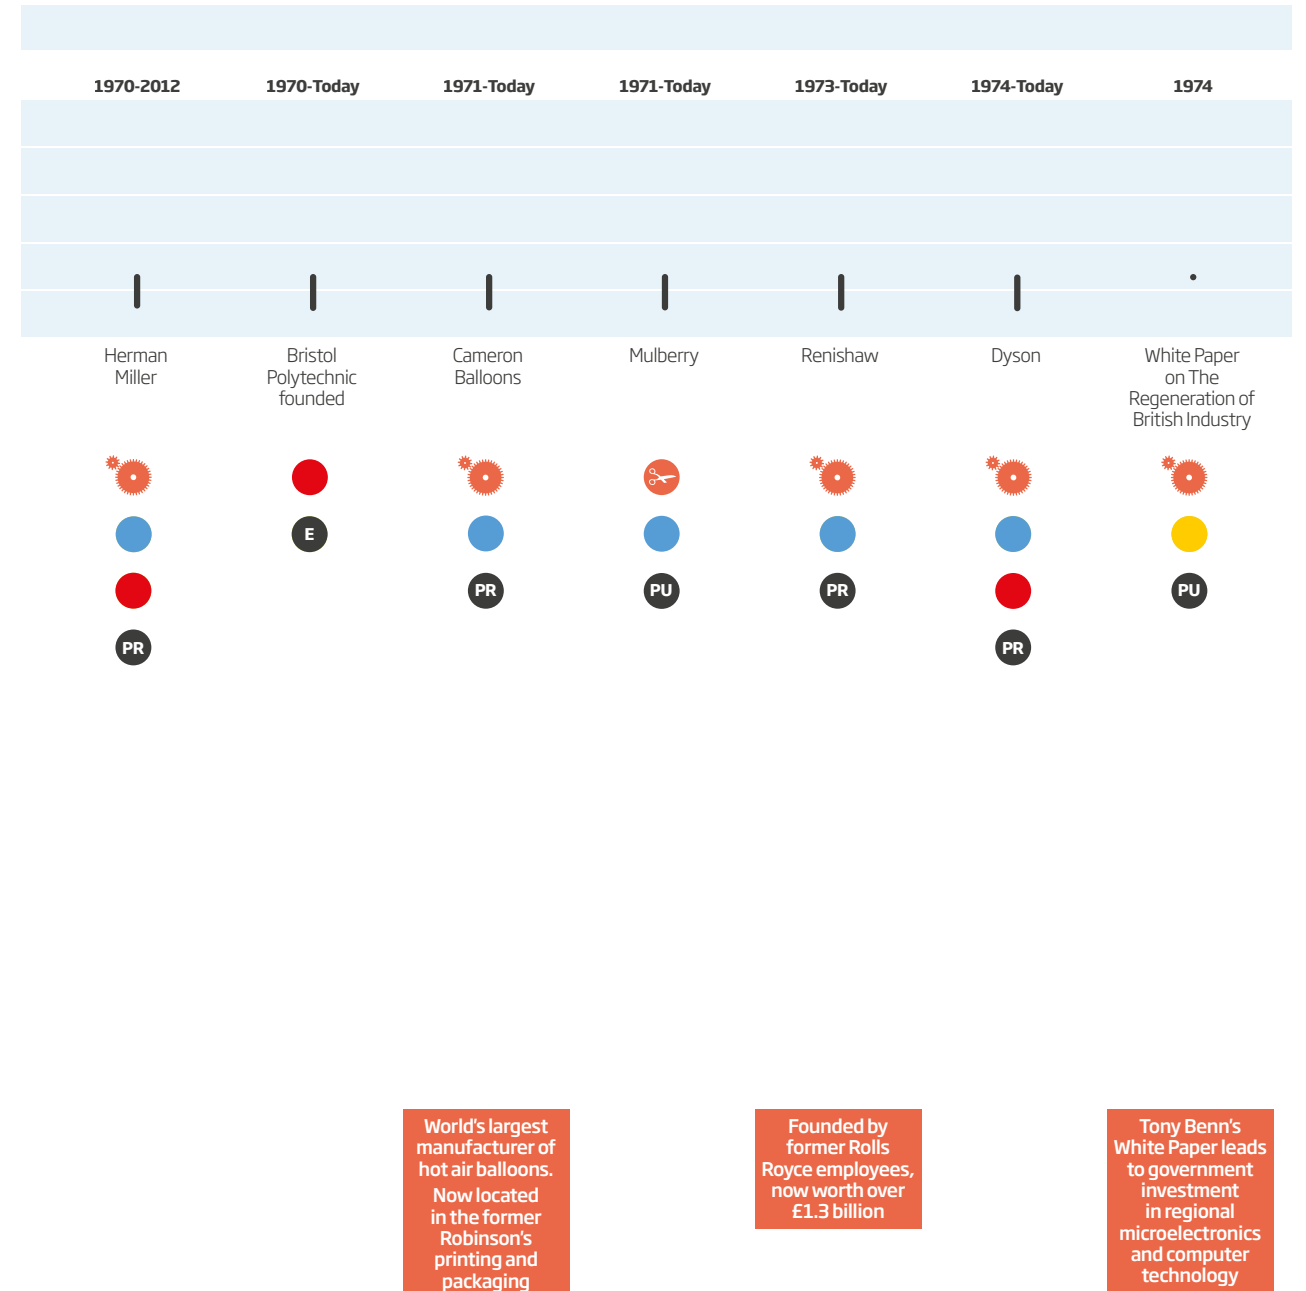 1970-2012
1970-Today
1971-Today
1971-Today
1973-Today
1974-Today
1974
Herman
Miller
Bristol
Polytechnic
founded
Cameron
Balloons
Mulberry
Renishaw
Dyson
White Paper
on The
Regeneration of
British Industry
E
PR
PU
PR
PU
PR
PR
World's largest
manufacturer of
hot air balloons.
Now located
in the former
Robinson's
printing and
packaging
Founded by
former Rolls
Royce employees,
now worth over
£1.3 billion
Tony Benn's
White Paper leads
to government
investment
in regional
microelectronics
and computer
technology